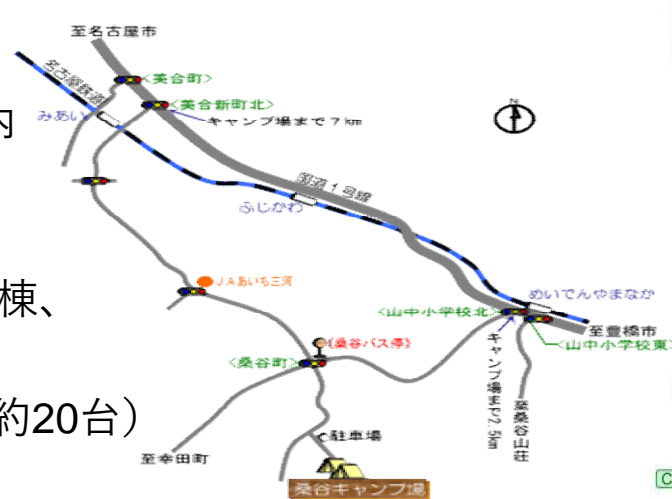 至名古屋市
名古屋鉄道
<美合町>
<美合新町北>
みあい
キャンプ場まで7km
内
N
国道1号線
ふじかわ
JAあいち三河
棟、
めいでんやまなか
<山中小学校北>
至豊橋市
<山中小学校東>
(桑谷バス停)
<桑谷町>
キャンプ場まで2.5km
至桑谷山荘
約20台）
駐車場
至幸田町
桑谷キャンプ場
C